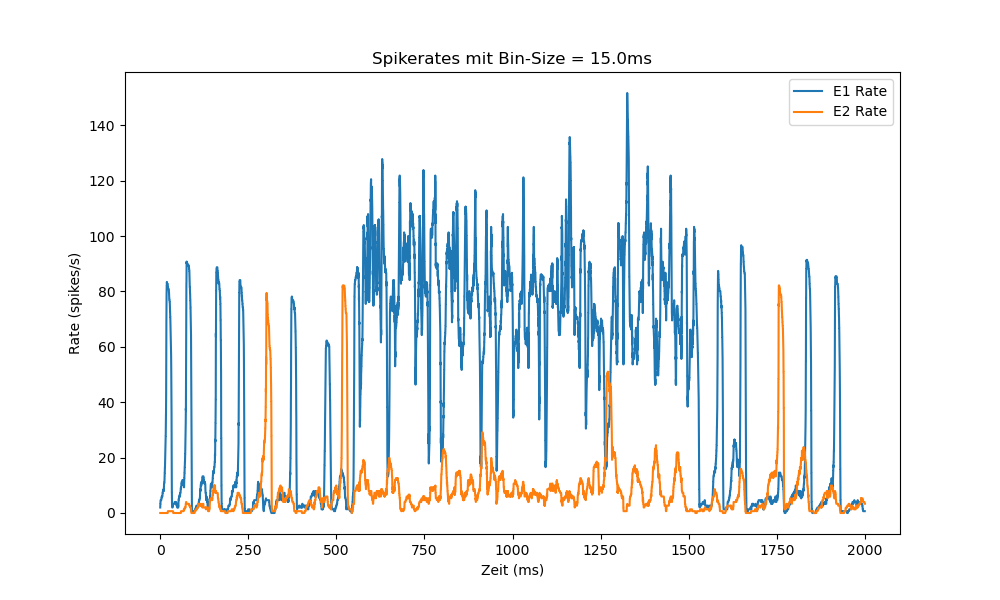 Spikerates mit Bin-Size = 15.0ms
E1 Rate
E2 Rate
Rate (spikes/s)
140
120
100
80
60
40
20
0
0 250 500 750 1000 1250 1500 1750 2000
Zeit (ms)